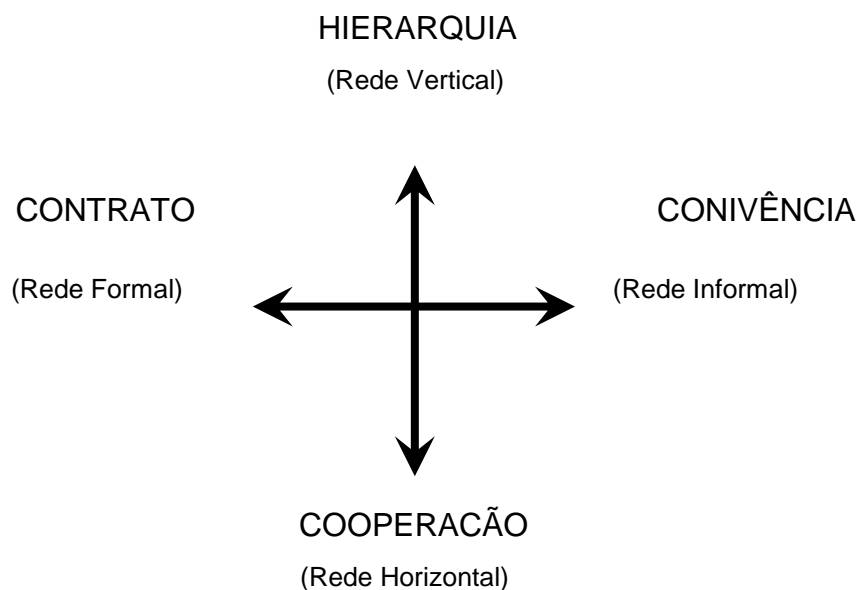 HIERARQUIA
(Rede Vertical)
CONTRATO
CONIVÊNCIA
(Rede Formal)
(Rede Informal)
COOPERACÃO
(Rede Horizontal)